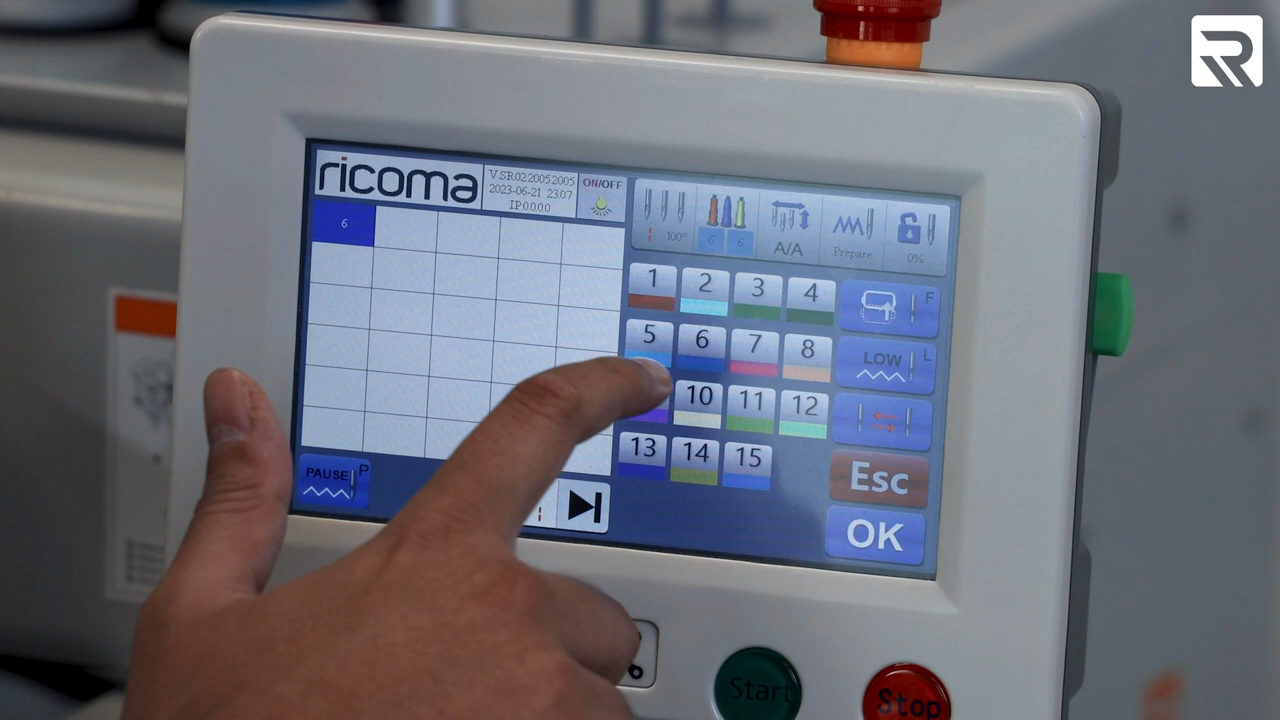 ricoma
V.SR0220052005
2023-06-21 23:07
IP:0.0.0.0
ON/OFF
6
100°
6 6
A/A
Prepare
0%
1 2 3 4
F
5 6 7 8
LOW L
10 11 12
13 14 15
Esc
OK
PAUSE P
Start
Stop
R